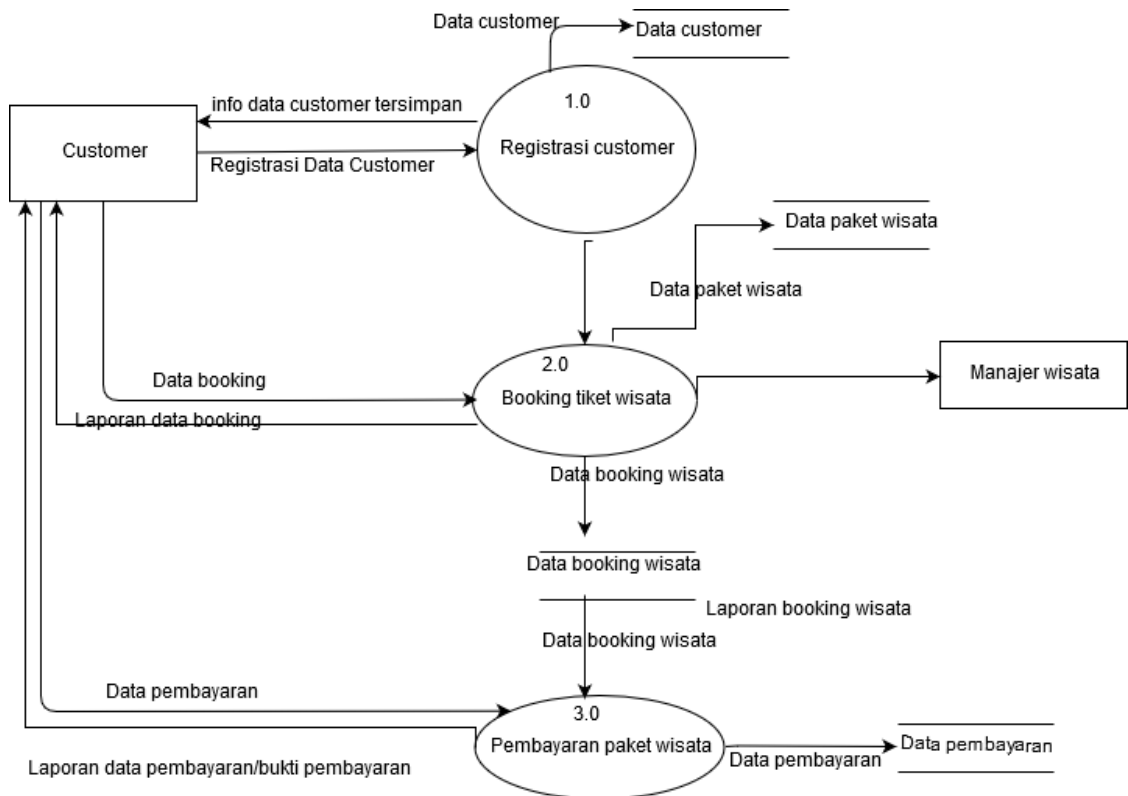 Data customer
Data customer
1.0
info data customer tersimpan
Customer
Registrasi customer
Registrasi Data Customer
Data paket wisata
Data paket wisata
2.0
Manajer wisata
Data booking
Booking tiket wisata
Laporan data booking
Data booking wisata
Data booking wisata
Laporan booking wisata
Data booking wisata
Data pembayaran
3.0
Pembayaran paket wisata
Data pembayaran
Data pembayaran
Laporan data pembayaran/bukti pembayaran